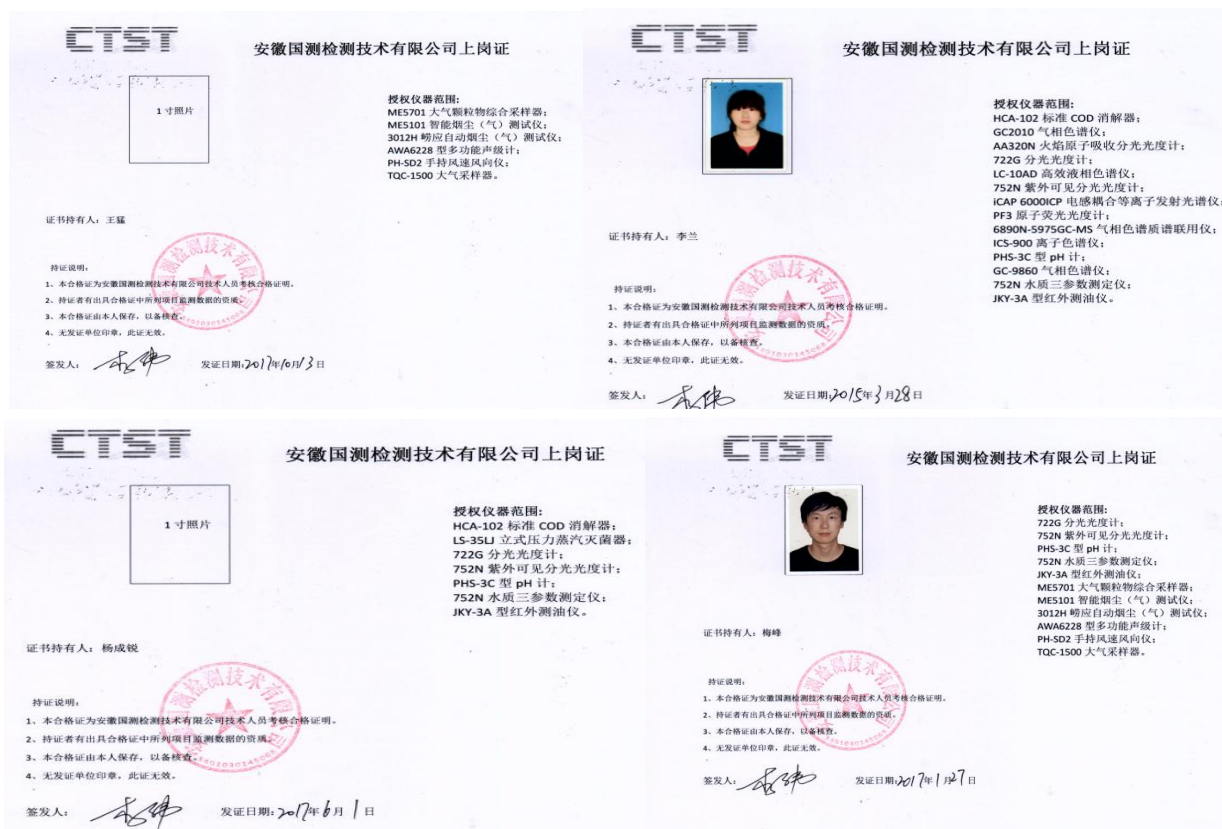 CTST
安徽国测检测技术有限公司上岗证
1 寸照片
授权仪器范围:
ME5701 大气颗粒物综合采样器;
ME5101 智能烟尘（气）测试仪;
3012H 崂应自动烟尘（气）测试仪;
AWA6228 型多功能声级计;
PH-SD2 手持风速风向仪;
TQC-1500 大气采样器。
证书持有人: 王猛
持证说明:
1、本合格证为安徽国测检测技术有限公司技术人员考核合格证明。
2、持证者有出具合格证中所列项目监测数据的资质。
3、本合格证由本人保存，以备核查。
4、无发证单位印章，此证无效。
签发人:
发证日期:2017年10月13日
CTST
安徽国测检测技术有限公司上岗证
授权仪器范围:
HCA-102 标准 COD 消解器;
GC2010 气相色谱仪;
AA320N 火焰原子吸收分光光度计;
722G 分光光度计;
LC-10AD 高效液相色谱仪;
752N 紫外可见分光光度计;
iCAP 6000ICP 电感耦合等离子发射光谱仪;
PF3 原子荧光光度计;
6890N-5975GC-MS 气相色谱质谱联用仪;
ICS-900 离子色谱仪;
PHS-3C 型 pH 计;
GC-9860 气相色谱仪;
752N 水质三参数测定仪;
JKY-3A 型红外测油仪。
证书持有人: 李兰
持证说明:
1、本合格证为安徽国测检测技术有限公司技术人员考核合格证明。
2、持证者有出具合格证中所列项目监测数据的资质。
3、本合格证由本人保存，以备核查。
4、无发证单位印章，此证无效。
签发人:
发证日期:2015年3月28日
CTST
安徽国测检测技术有限公司上岗证
1 寸照片
授权仪器范围:
HCA-102 标准 COD 消解器;
LS-35LJ 立式压力蒸汽灭菌器;
722G 分光光度计;
752N 紫外可见分光光度计;
PHS-3C 型 pH 计;
752N 水质三参数测定仪;
JKY-3A 型红外测油仪。
证书持有人: 杨成锐
持证说明:
1、本合格证为安徽国测检测技术有限公司技术人员考核合格证明。
2、持证者有出具合格证中所列项目监测数据的资质。
3、本合格证由本人保存，以备核查。
4、无发证单位印章，此证无效。
签发人:
发证日期:2017年6月1日
CTST
安徽国测检测技术有限公司上岗证
授权仪器范围:
722G 分光光度计;
752N 紫外可见分光光度计;
PHS-3C 型 pH 计;
752N 水质三参数测定仪;
JKY-3A 型红外测油仪;
ME5701 大气颗粒物综合采样器;
ME5101 智能烟尘（气）测试仪;
3012H 崂应自动烟尘（气）测试仪;
AWA6228 型多功能声级计;
PH-SD2 手持风速风向仪;
TQC-1500 大气采样器。
证书持有人: 梅峰
持证说明:
1、本合格证为安徽国测检测技术有限公司技术人员考核合格证明。
2、持证者有出具合格证中所列项目监测数据的资质。
3、本合格证由本人保存，以备核查。
4、无发证单位印章，此证无效。
签发人:
发证日期:2017年1月27日